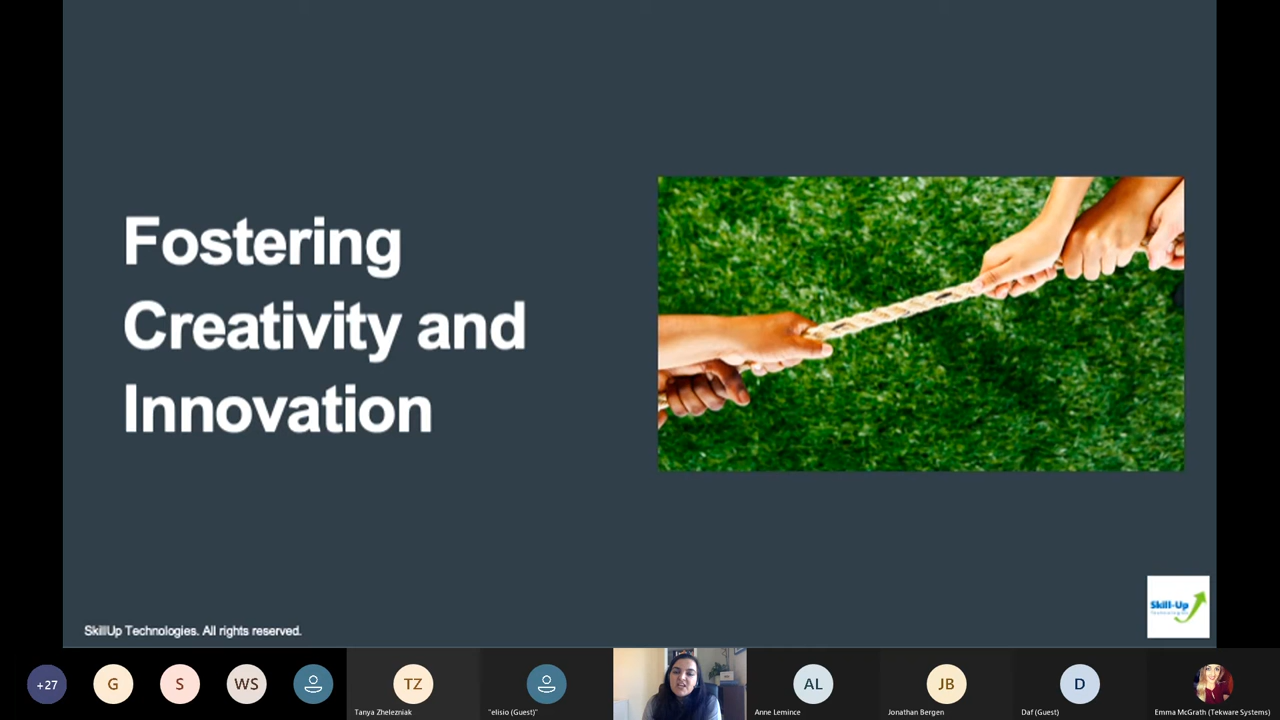 Fostering
Creativity and
Innovation
Skill-Up
SkillUp Technologies. All rights reserved.
+27
G
S
WS
TZ
AL
JB
D
Tanya Zhelezniak
"elisio (Guest)"
Anne Lemince
Jonathan Bergen
Daf (Guest)
Emma McGrath (Tekware Systems)